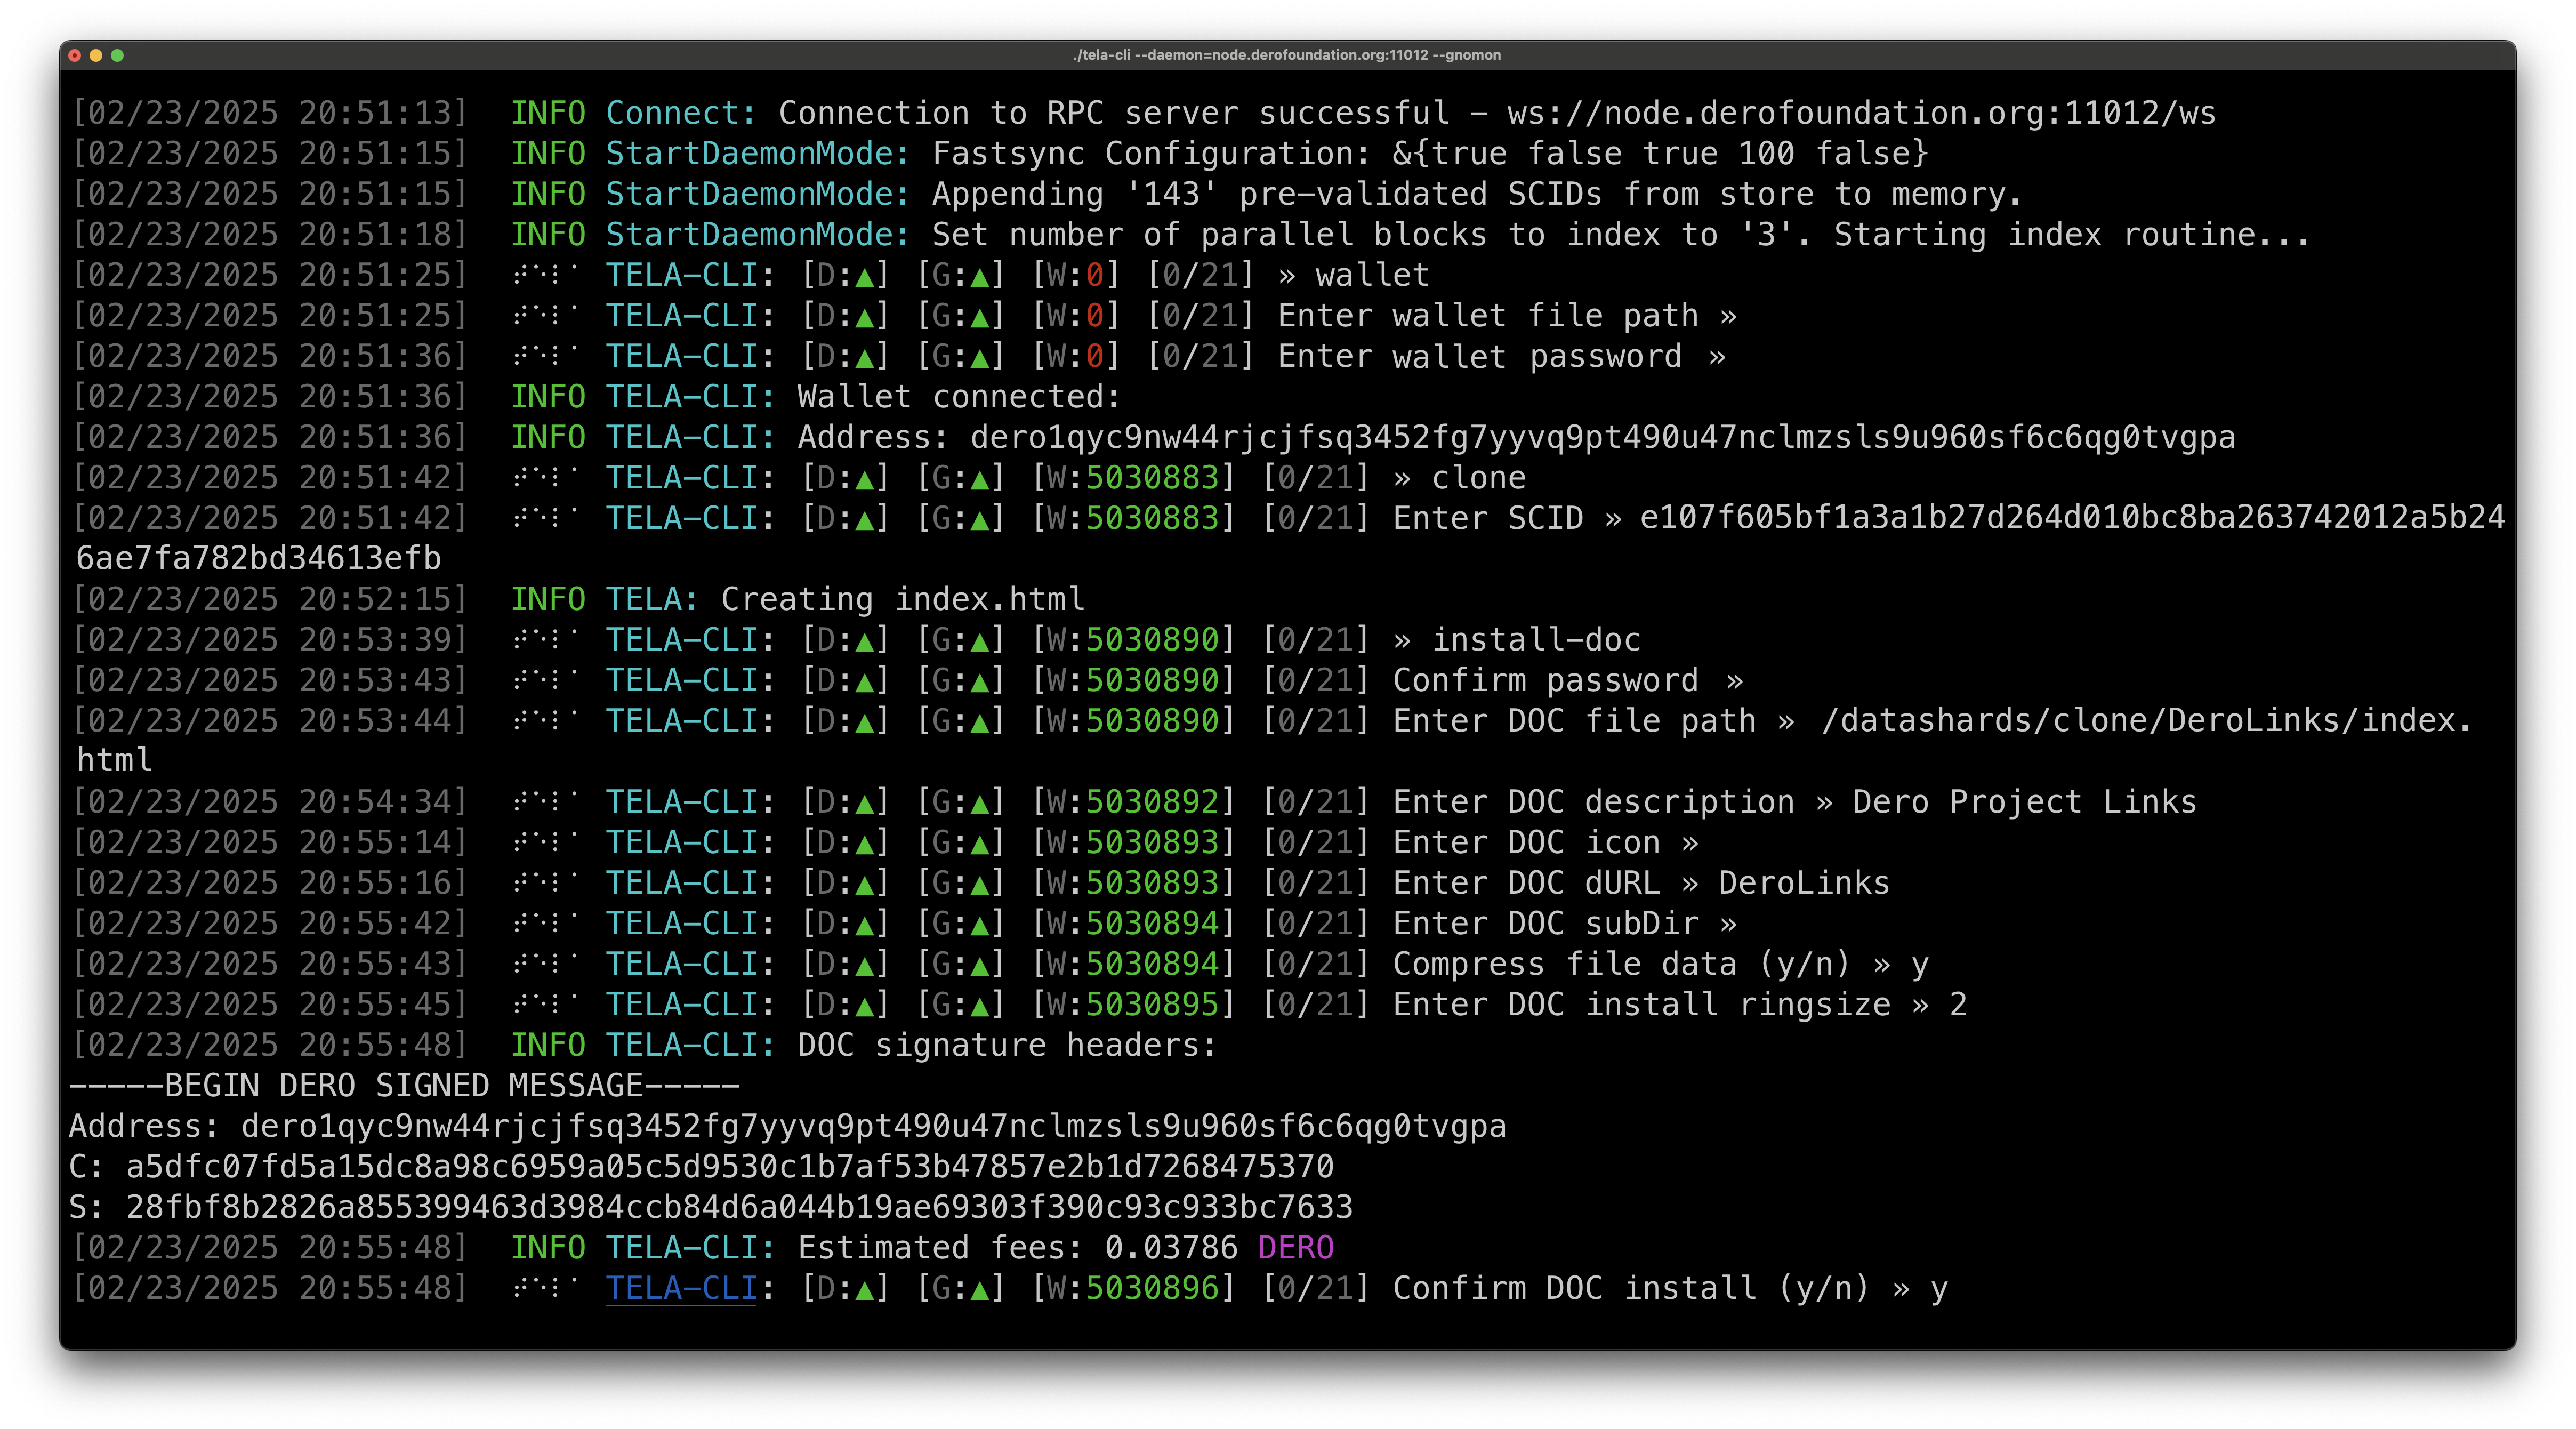 ./tela-cli --daemon=node.derofoundation.org:11012 --gnomon
[02/23/2025 20:51:13] INFO Connect: Connection to RPC server successful - ws://node.derofoundation.org:11012/ws
[02/23/2025 20:51:15] INFO StartDaemonMode: Fastsync Configuration: &{true false true 100 false}
[02/23/2025 20:51:15] INFO StartDaemonMode: Appending '143' pre-validated SCIDs from store to memory.
[02/23/2025 20:51:18] INFO StartDaemonMode: Set number of parallel blocks to index to '3'. Starting index routine...
[02/23/2025 20:51:25] TELA-CLI: [D:▲] [G:▲] [W:0] [0/21] » wallet
[02/23/2025 20:51:25] TELA-CLI: [D:▲] [G:▲] [W:0] [0/21] Enter wallet file path »
[02/23/2025 20:51:36] TELA-CLI: [D:▲] [G:▲] [W:0] [0/21] Enter wallet password »
[02/23/2025 20:51:36] INFO TELA-CLI: Wallet connected:
[02/23/2025 20:51:36] INFO TELA-CLI: Address: dero1qyc9nw44rjcjfsq3452fg7yyvq9pt490u47nclmzsls9u960sf6c6qg0tvgpa
[02/23/2025 20:51:42] TELA-CLI: [D:▲] [G:▲] [W:5030883] [0/21] » clone
[02/23/2025 20:51:42] TELA-CLI: [D:▲] [G:▲] [W:5030883] [0/21] Enter SCID » e107f605bf1a3a1b27d264d010bc8ba263742012a5b24
6ae7fa782bd34613efb
[02/23/2025 20:52:15] INFO TELA: Creating index.html
[02/23/2025 20:53:39] TELA-CLI: [D:▲] [G:▲] [W:5030890] [0/21] » install-doc
[02/23/2025 20:53:43] TELA-CLI: [D:▲] [G:▲] [W:5030890] [0/21] Confirm password »
[02/23/2025 20:53:44] TELA-CLI: [D:▲] [G:▲] [W:5030890] [0/21] Enter DOC file path » /datashards/clone/DeroLinks/index.
html
[02/23/2025 20:54:34] TELA-CLI: [D:▲] [G:▲] [W:5030892] [0/21] Enter DOC description » Dero Project Links
[02/23/2025 20:55:14] TELA-CLI: [D:▲] [G:▲] [W:5030893] [0/21] Enter DOC icon »
[02/23/2025 20:55:16] TELA-CLI: [D:▲] [G:▲] [W:5030893] [0/21] Enter DOC dURL » DeroLinks
[02/23/2025 20:55:42] TELA-CLI: [D:▲] [G:▲] [W:5030894] [0/21] Enter DOC subDir »
[02/23/2025 20:55:43] TELA-CLI: [D:▲] [G:▲] [W:5030894] [0/21] Compress file data (y/n) » y
[02/23/2025 20:55:45] TELA-CLI: [D:▲] [G:▲] [W:5030895] [0/21] Enter DOC install ringsize » 2
[02/23/2025 20:55:48] INFO TELA-CLI: DOC signature headers:
-----BEGIN DERO SIGNED MESSAGE-----
Address: dero1qyc9nw44rjcjfsq3452fg7yyvq9pt490u47nclmzsls9u960sf6c6qg0tvgpa
C: a5dfc07fd5a15dc8a98c6959a05c5d9530c1b7af53b47857e2b1d7268475370
S: 28fbf8b2826a855399463d3984ccb84d6a044b19ae69303f390c93c933bc7633
[02/23/2025 20:55:48] INFO TELA-CLI: Estimated fees: 0.03786 DERO
[02/23/2025 20:55:48] TELA-CLI: [D:▲] [G:▲] [W:5030896] [0/21] Confirm DOC install (y/n) » y